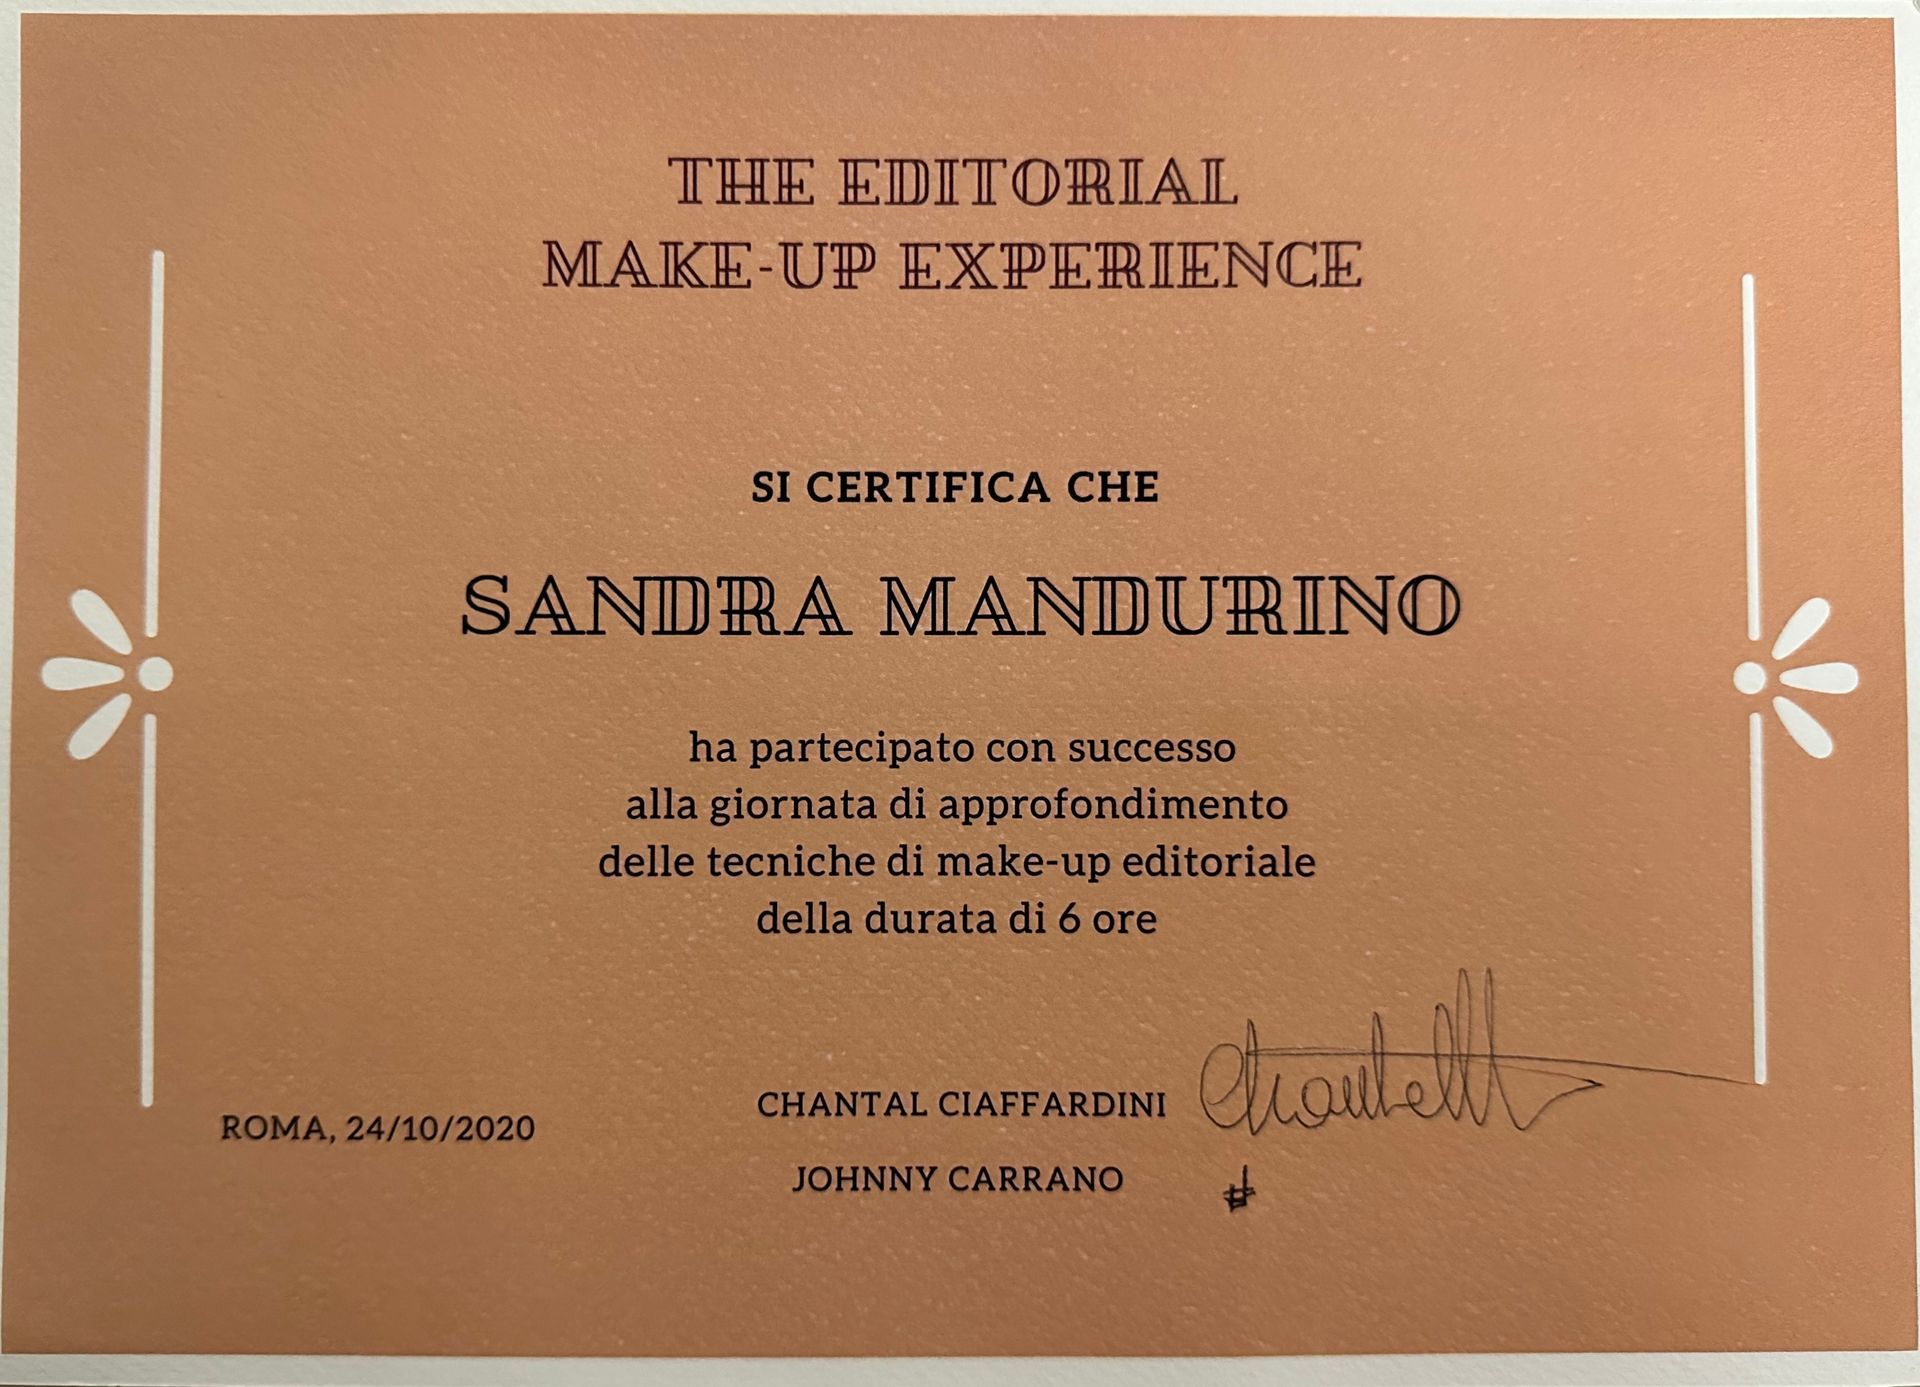 THE EDITORIAL
MAKE-UP EXPERIENCE
SI CERTIFICA CHE
SANDRA MANDURINO
ha partecipato con successo
alla giornata di approfondimento
delle tecniche di make-up editoriale
della durata di 6 ore
ROMA, 24/10/2020
CHANTAL CIAFFARDINI
JOHNNY CARRANO